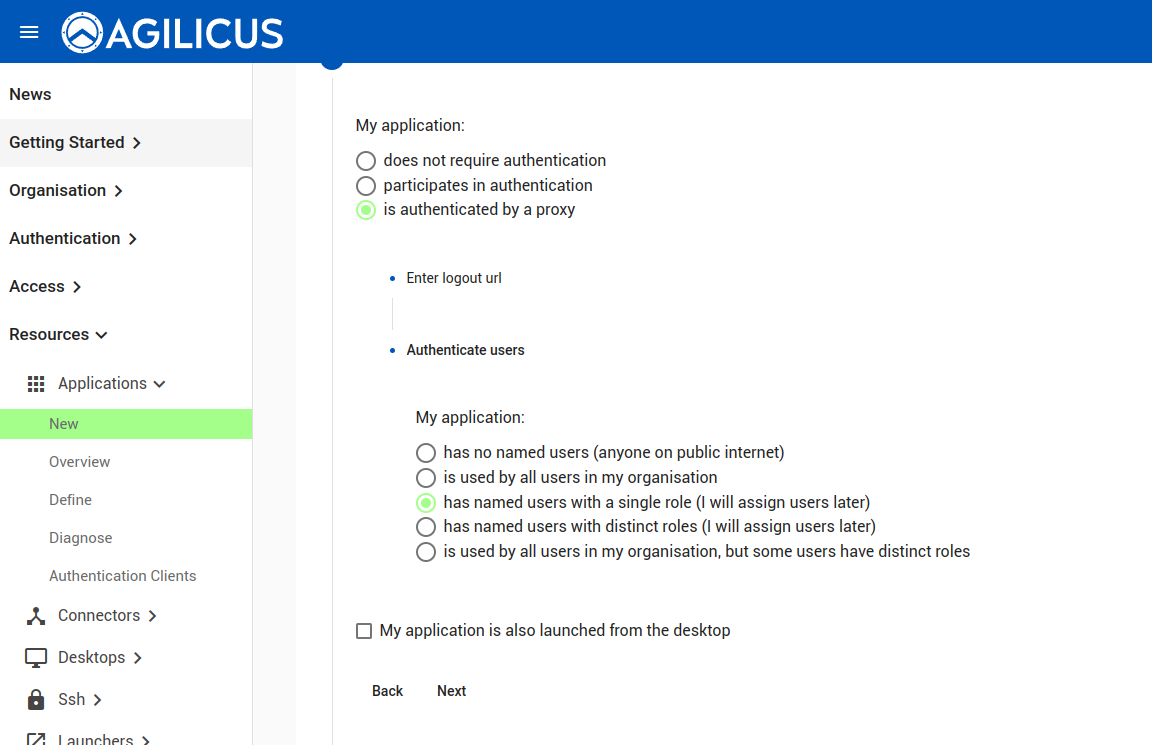 AGILICUS
News
Getting Started
Organisation
Authentication
Access
Resources
Applications
New
Overview
Define
Diagnose
Authentication Clients
Connectors
Desktops
Ssh
Launchers
My application:
does not require authentication
participates in authentication
is authenticated by a proxy
Enter logout url
Authenticate users
My application:
has no named users (anyone on public internet)
is used by all users in my organisation
has named users with a single role (I will assign users later)
has named users with distinct roles (I will assign users later)
is used by all users in my organisation, but some users have distinct roles
My application is also launched from the desktop
Back Next